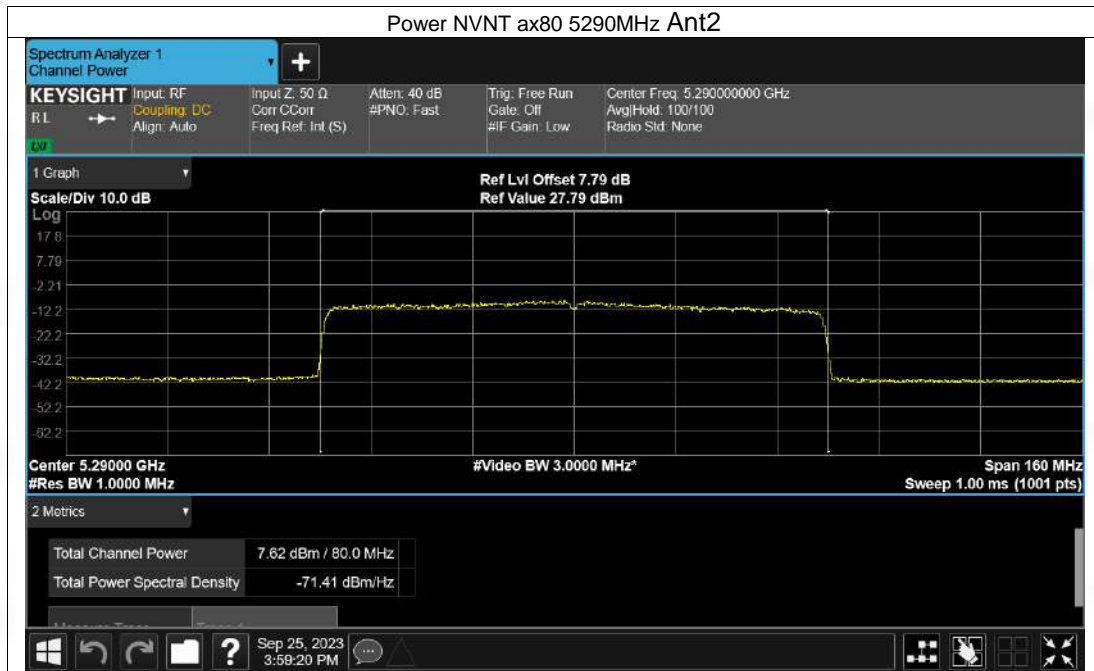 Power NVNT ax80 5290MHz Ant2
Spectrum Analyzer 1
Channel Power
KEYSIGHT
RL
LXI
Input: RF
Coupling: DC
Align: Auto
Input Z: 50 Ω
Corr CCorr
Freq Ref: Int (S)
Atten: 40 dB
#PNO: Fast
Trig: Free Run
Gate: Off
#IF Gain: Low
Center Freq: 5.290000000 GHz
Avg|Hold: 100/100
Radio Std: None
1 Graph
Scale/Div 10.0 dB
Ref Lvl Offset 7.79 dB
Ref Value 27.79 dBm
Log
17.8
7.79
-2.21
-12.2
-22.2
-32.2
-42.2
-52.2
-62.2
Center 5.29000 GHz
#Video BW 3.0000 MHz*
Span 160 MHz
#Res BW 1.0000 MHz
Sweep 1.00 ms (1001 pts)
2 Metrics
Total Channel Power 7.62 dBm / 80.0 MHz
Total Power Spectral Density -71.41 dBm/Hz
Sep 25, 2023
3:59:20 PM